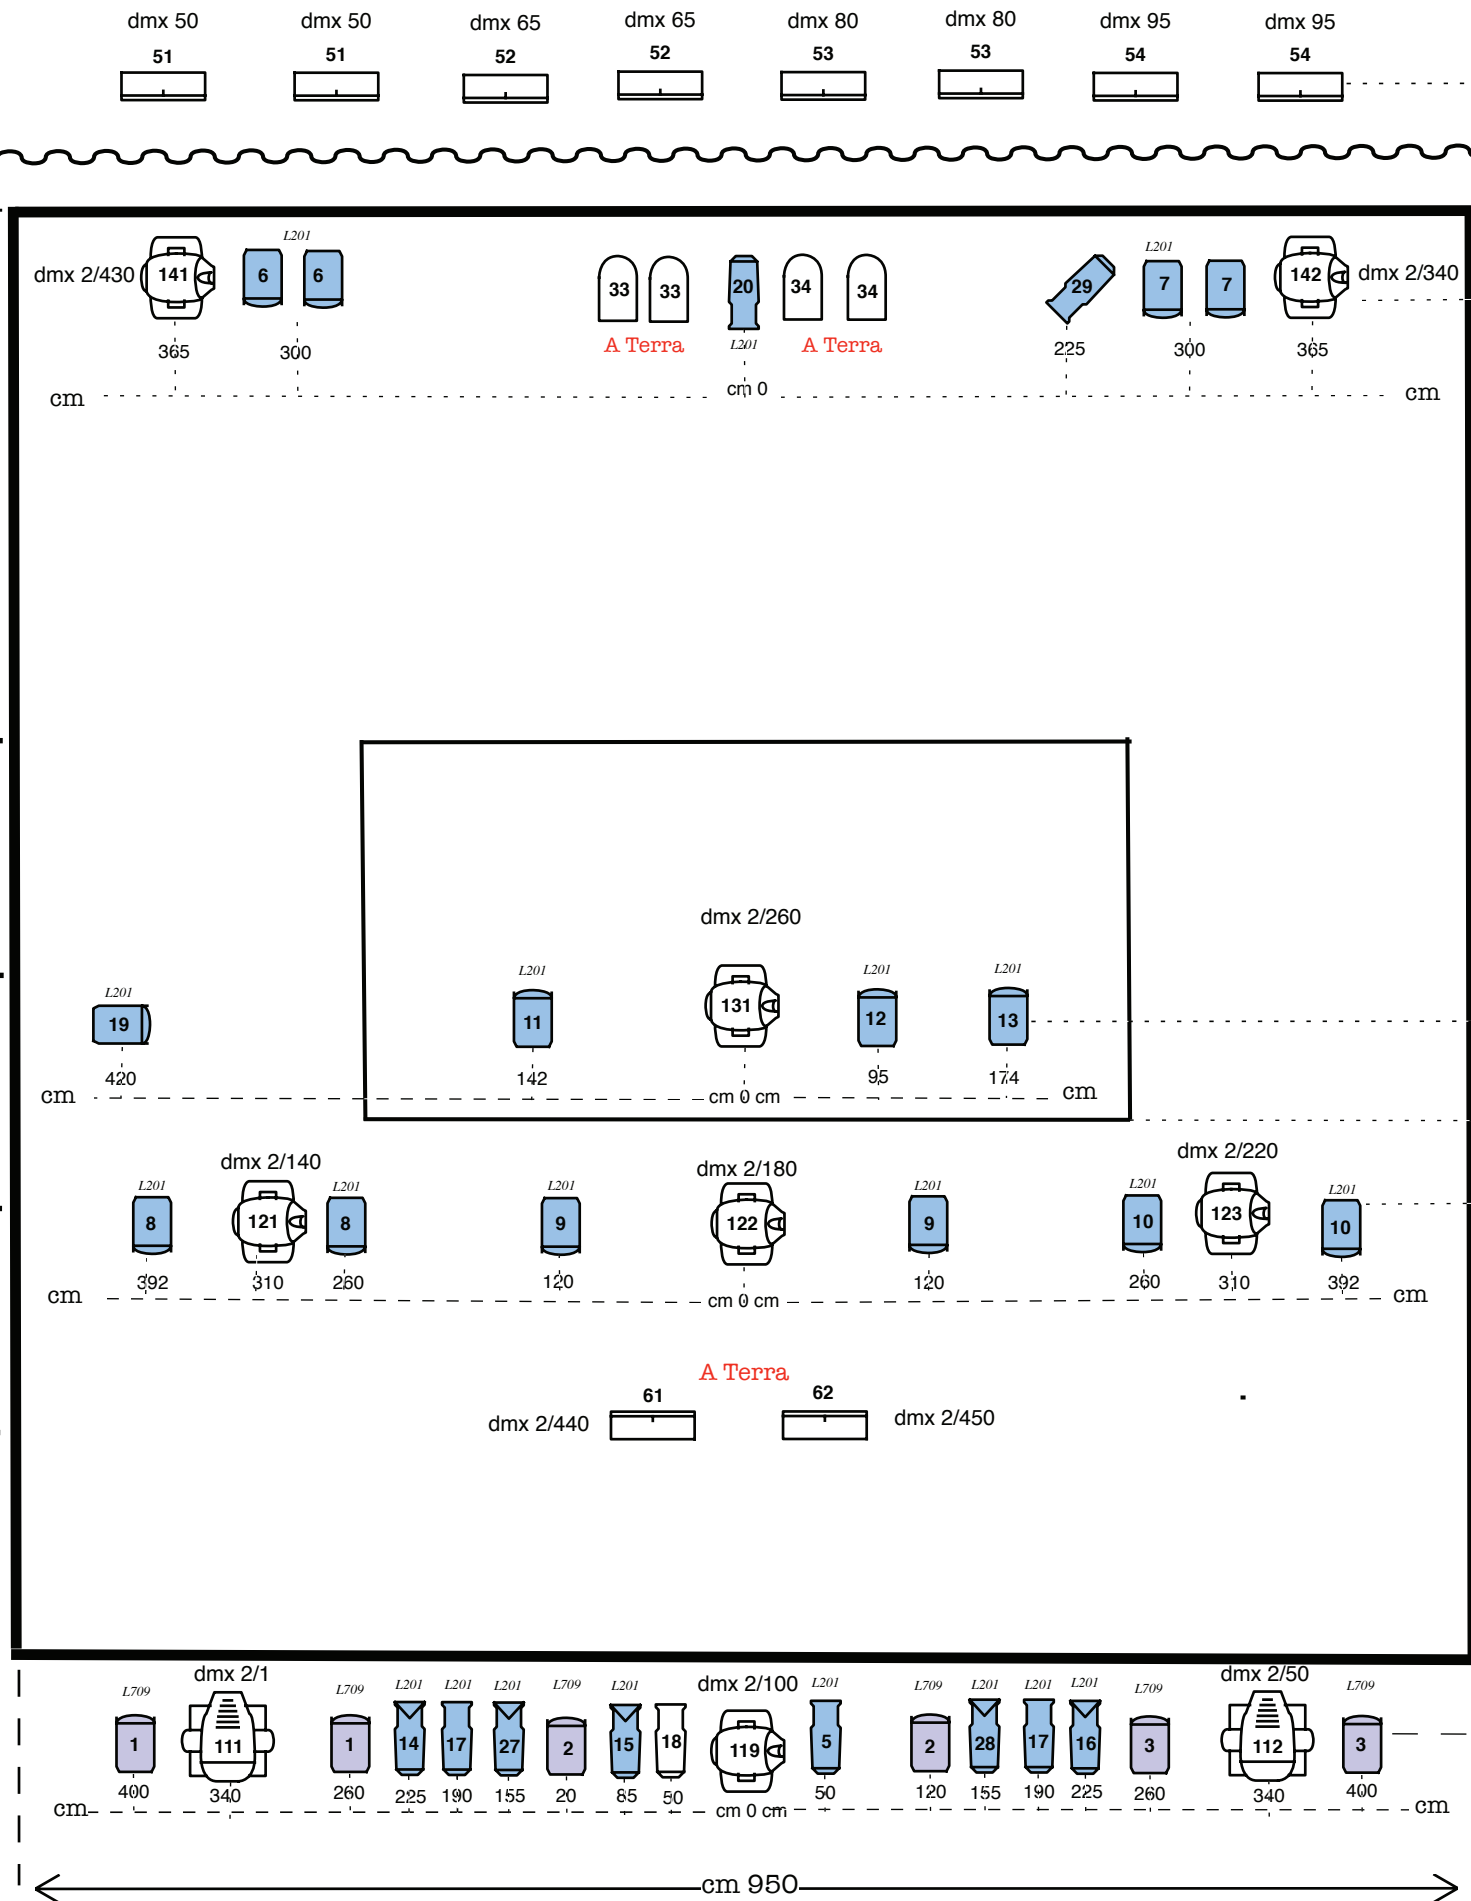 dmx 50 dmx 50 dmx 65 dmx 65 dmx 80 dmx 80 dmx 95 dmx 95
51 51 52 52 53 53 54 54
L201 L201
dmx 2/430 141 6 6 33 33 20 34 34 29 7 7 142 dmx 2/340
A Terra L201 A Terra
365 300 225 300 365
cm cm 0 cm
dmx 2/260
L201 L201 L201 L201
19 11 131 12 13
420 142 95 174
cm cm 0 cm cm
dmx 2/140 dmx 2/180 dmx 2/220
L201 L201 L201 L201 L201 L201
8 121 8 9 122 9 10 123 10
392 310 260 120 120 260 310 392
cm cm 0 cm cm
A Terra
61 62
dmx 2/440 dmx 2/450
dmx 2/1 dmx 2/100 dmx 2/50
L709 L709 L201 L201 L201 L709 L201 L201 L709 L201 L201 L201 L709 L709
1 111 1 14 17 27 2 15 18 119 5 2 28 17 16 3 112 3
400 340 260 225 190 155 20 85 50 50 120 155 190 225 260 340 400
cm cm 0 cm cm
cm 950